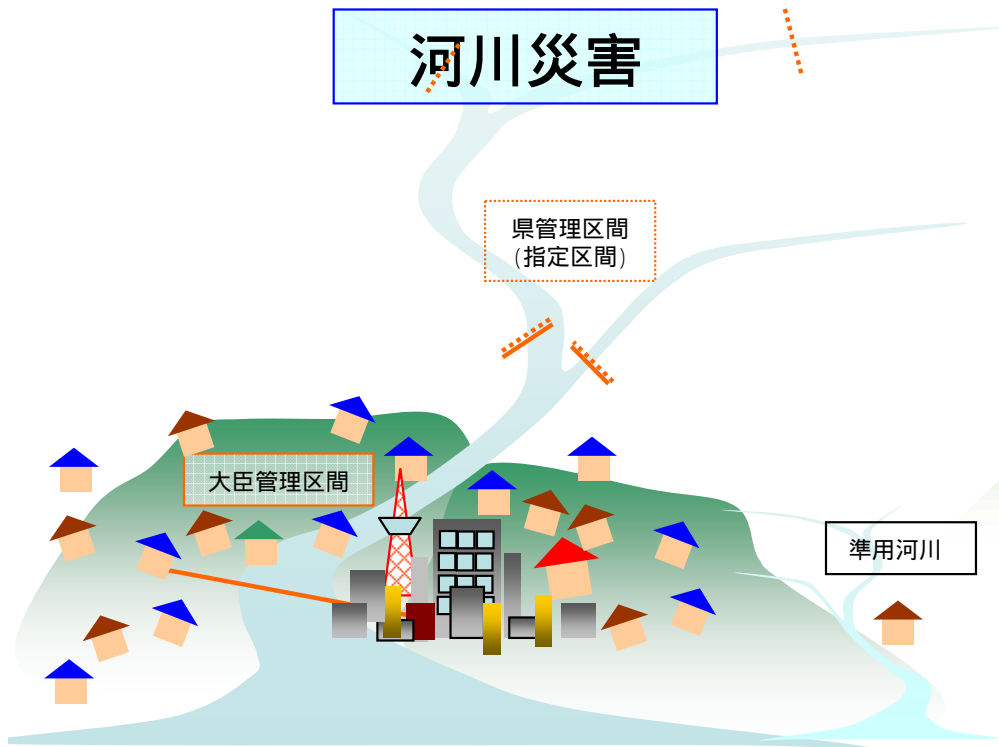 河川災害
県管理区間
(指定区間)
大臣管理区間
準用河川